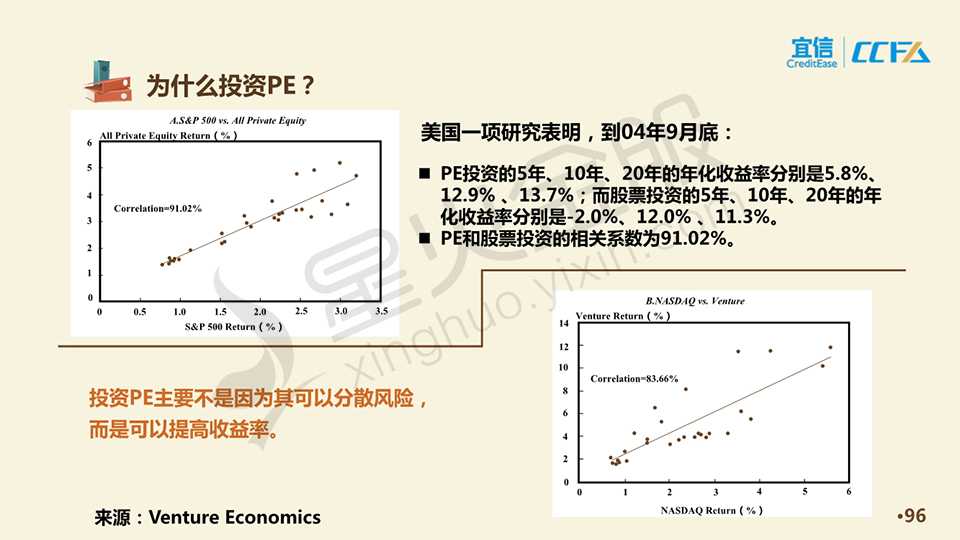 宜信
CreditEase
CCFA
为什么投资PE？
A.S&P 500 vs. All Private Equity
All Private Equity Return（%）
6
5
4
3
2
1
0
Correlation=91.02%
0 0.5 1.0 1.5 2.0 2.5 3.0 3.5
S&P 500 Return（%）
美国一项研究表明，到04年9月底：
■ PE投资的5年、10年、20年的年化收益率分别是5.8%、
12.9% 、13.7%；而股票投资的5年、10年、20年的年
化收益率分别是-2.0%、12.0% 、11.3%。
■ PE和股票投资的相关系数为91.02%。
星火金服
xinghuo.yixin.com
B.NASDAQ vs. Venture
Venture Return（%）
14
12
10
8
6
4
2
0
Correlation=83.66%
0 1 2 3 4 5 6
NASDAQ Return（%）
投资PE主要不是因为其可以分散风险，
而是可以提高收益率。
来源：Venture Economics
•96